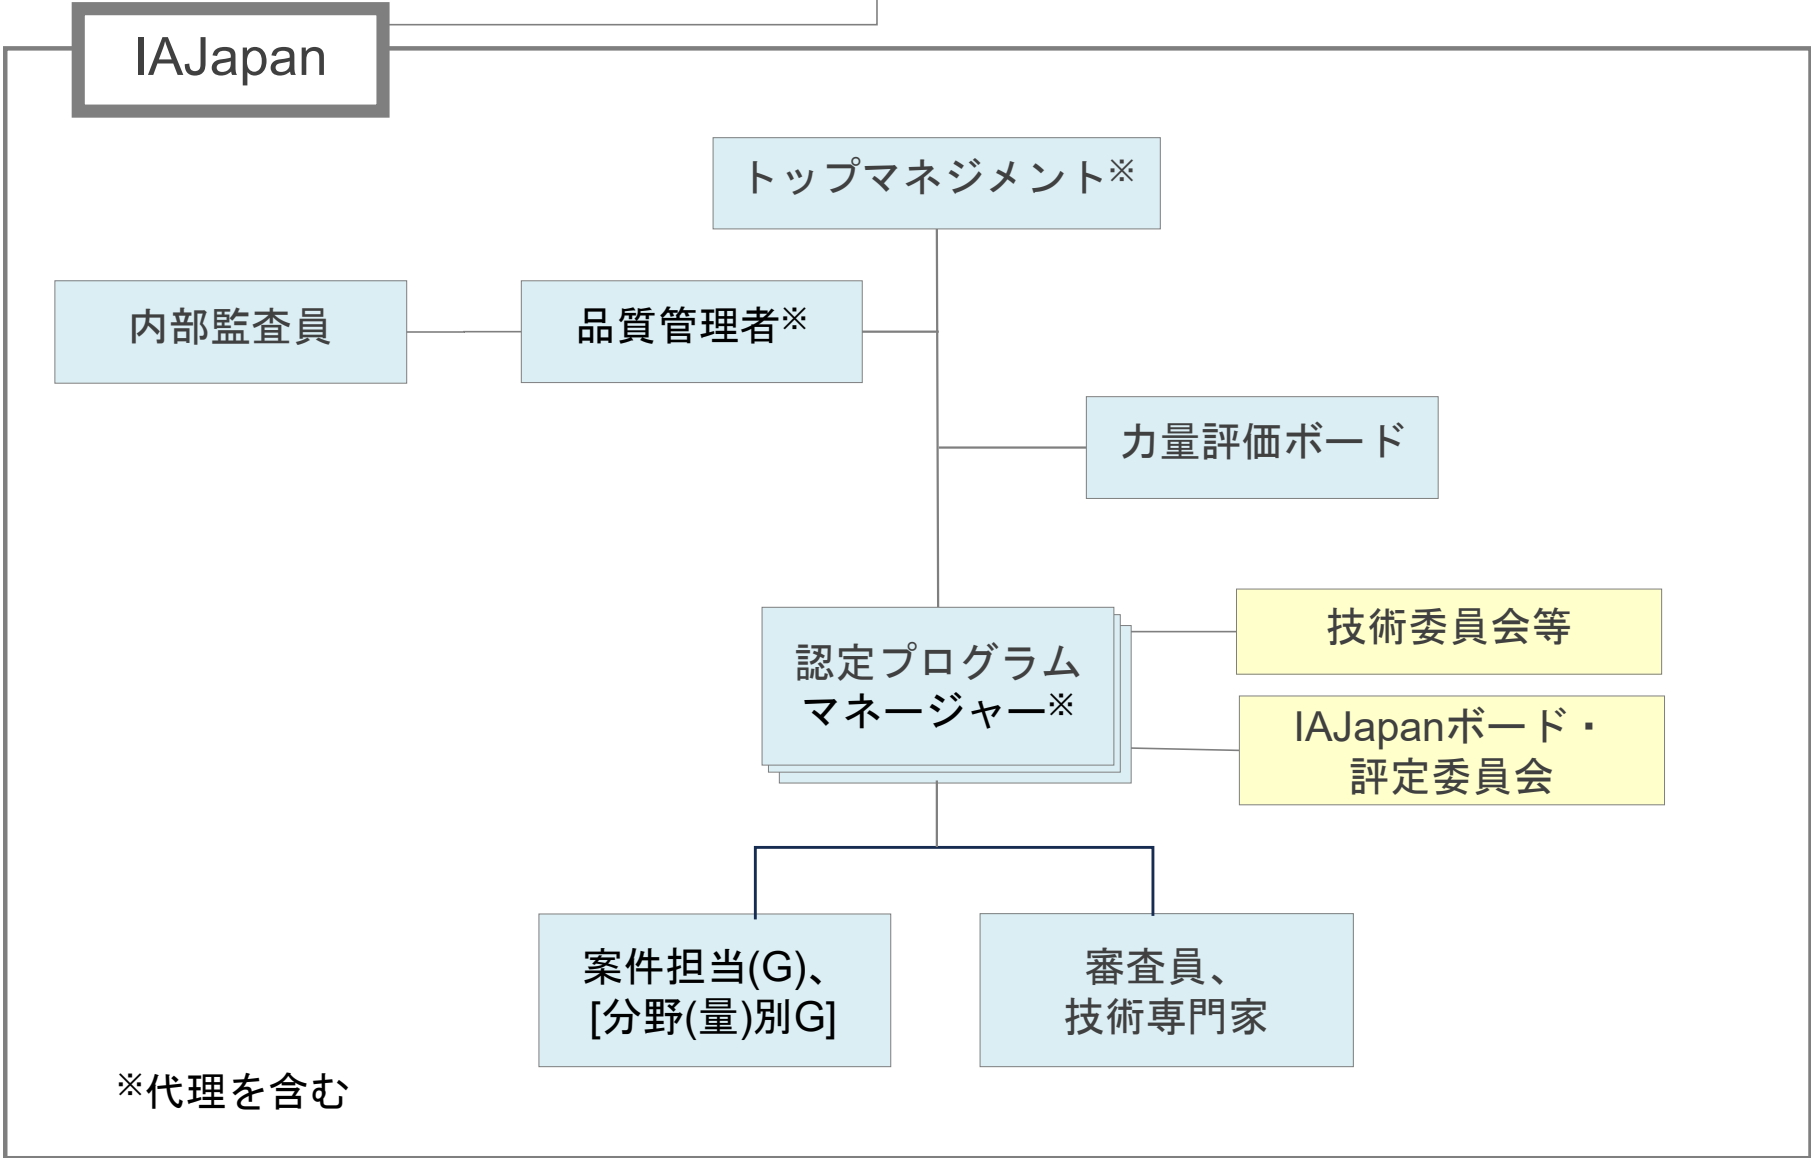 IAJapan
トップマネジメント※
内部監査員
品質管理者※
力量評価ボード
技術委員会等
認定プログラム
マネージャー※
IAJapanボード・
評定委員会
案件担当(G)、
[分野(量)別G]
審査員、
技術専門家
※代理を含む